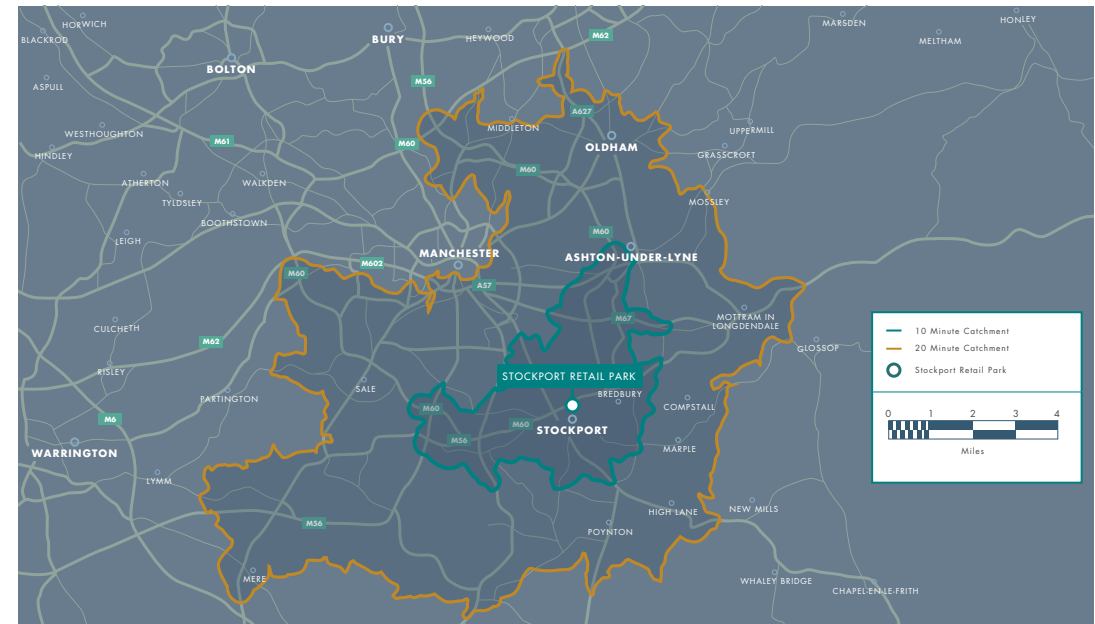 HORWICH
BLACKROD
BURY
HEYWOOD
M62
MARSDEN
HONLEY
MELTHAM
BOLTON
ASPULL
M56
A627
WESTHOUGHTON
MIDDLETON
UPPERMILL
M61
M60
OLDHAM
HINDLEY
GRASSCROFT
M60
ATHERTON
WALKDEN
TYLDSLEY
MOSSLEY
BOOTHSTOWN
M60
LEIGH
MANCHESTER
ASHTON-UNDER-LYNE
M602
M60
A57
M67
MOTTRAM IN
LONGDENDALE
CULCHETH
M62
GLOSSOP
RISLEY
STOCKPORT RETAIL PARK
SALE
BREDBURY
PARTINGTON
M60
COMPSTALL
M6
M60
STOCKPORT
M56
MARPLE
WARRINGTON
LYMM
HIGH LANE
NEW MILLS
M56
POYNTON
MERE
WHALEY BRIDGE
CHAPEL-EN-LE-FRITH
10 Minute Catchment
20 Minute Catchment
Stockport Retail Park
0 1 2 3 4
Miles